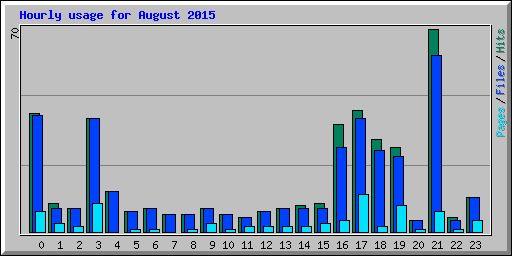 Hourly usage for August 2015
70
Pages/Files/Hits
0 1 2 3 4 5 6 7 8 9 10 11 12 13 14 15 16 17 18 19 20 21 22 23